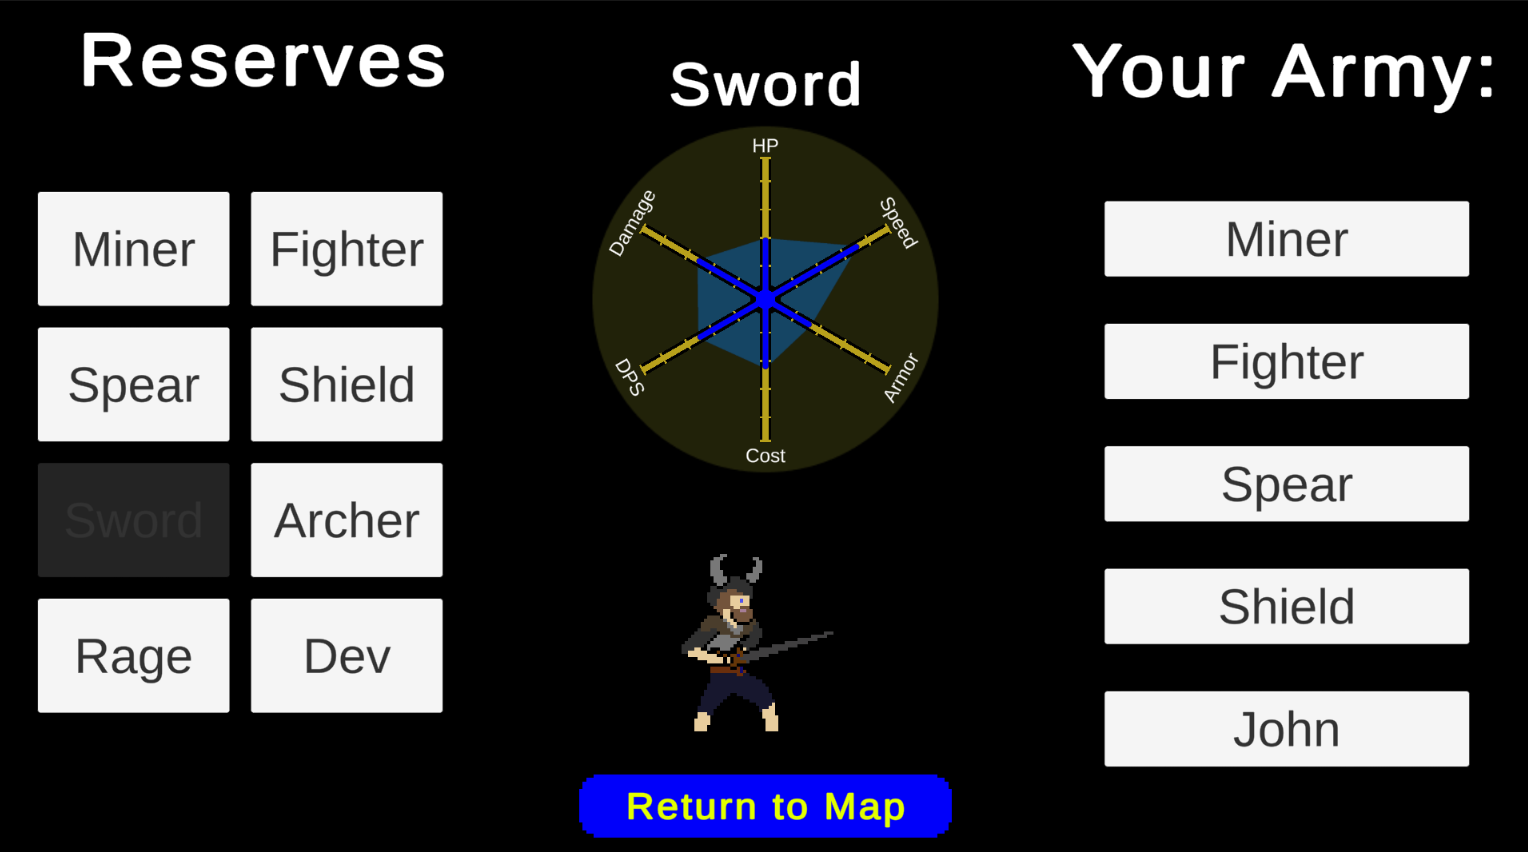 Reserves
Miner
Fighter
Spear
Shield
Sword
Archer
Rage
Dev
Sword
HP
Speed
Armor
Cost
DPS
Damage
Return to Map
Your Army:
Miner
Fighter
Spear
Shield
John